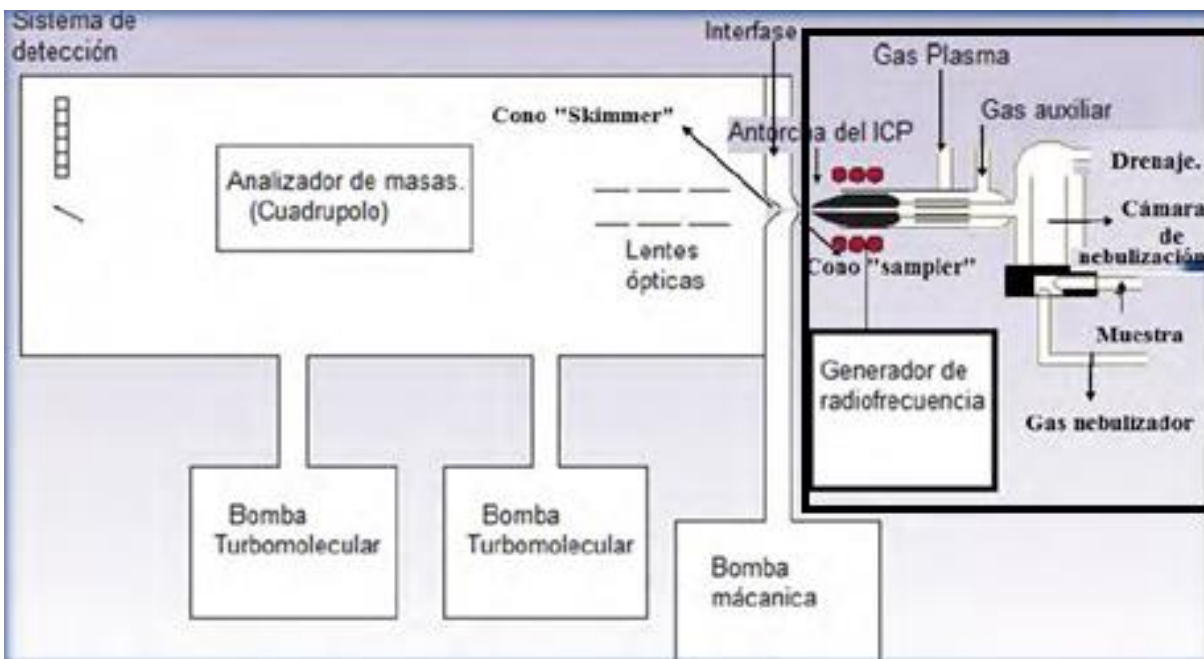 Sistema de
detección
Interfase
Gas Plasma
Cono "Skimmer"
Antorcha del ICP
Gas auxiliar
Drenaje.
Analizador de masas.
(Cuadrupolo)
Cámara
de
nebulización
Lentes
ópticas
Cono "sampler"
Muestra
Generador de
radiofrecuencia
Gas nebulizador
Bomba
Turbomolecular
Bomba
Turbomolecular
Bomba
mácanica